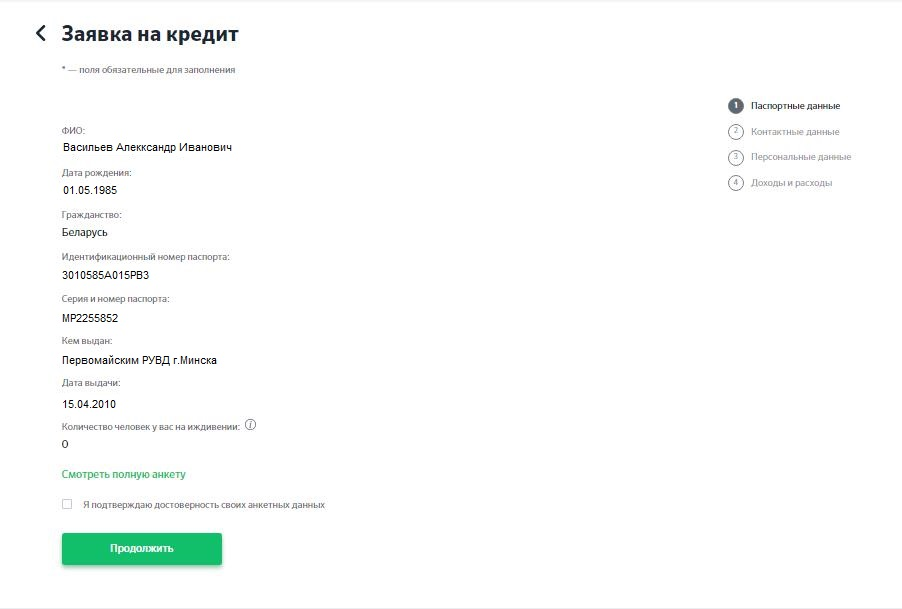 Заявка на кредит
* — поля обязательные для заполнения
1 Паспортные данные
2 Контактные данные
3 Персональные данные
4 Доходы и расходы
ФИО:
Васильев Алекксандр Иванович
Дата рождения:
01.05.1985
Гражданство:
Беларусь
Идентификационный номер паспорта:
3010585А015РВ3
Серия и номер паспорта:
МР2255852
Кем выдан:
Первомайским РУВД г.Минска
Дата выдачи:
15.04.2010
Количество человек у вас на иждивении: i
0
Смотреть полную анкету
Я подтверждаю достоверность своих анкетных данных
Продолжить